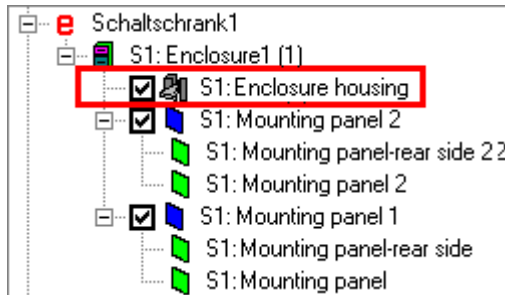 e Schaltschrank1
S1: Enclosure1 (1)
S1: Enclosure housing
S1: Mounting panel 2
S1: Mounting panel-rear side 2 2
S1: Mounting panel 2
S1: Mounting panel 1
S1: Mounting panel-rear side
S1: Mounting panel